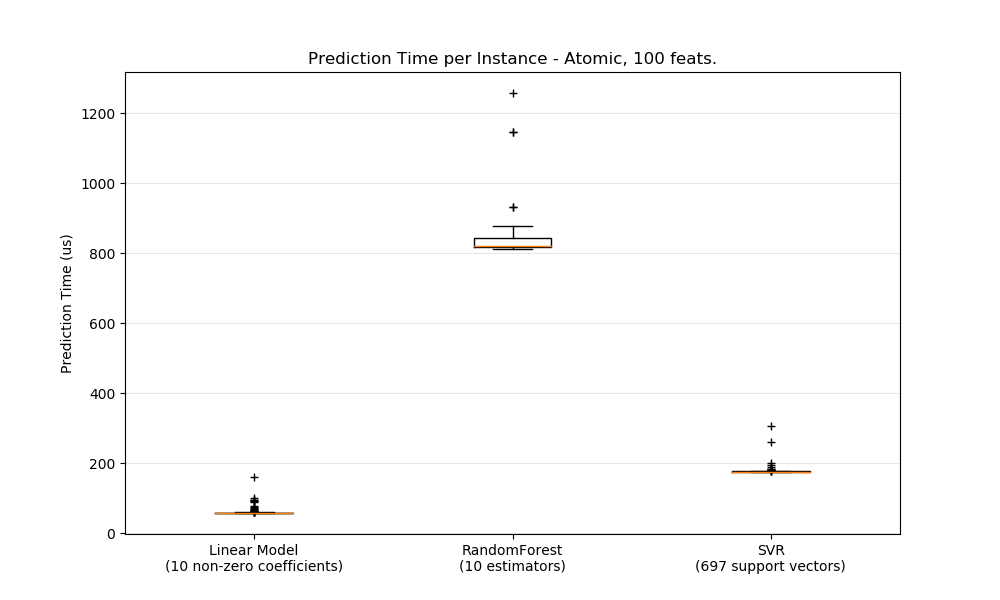 Prediction Time per Instance - Atomic, 100 feats.
Prediction Time (us)
1200
1000
800
600
400
200
0
Linear Model
(10 non-zero coefficients)
RandomForest
(10 estimators)
SVR
(697 support vectors)